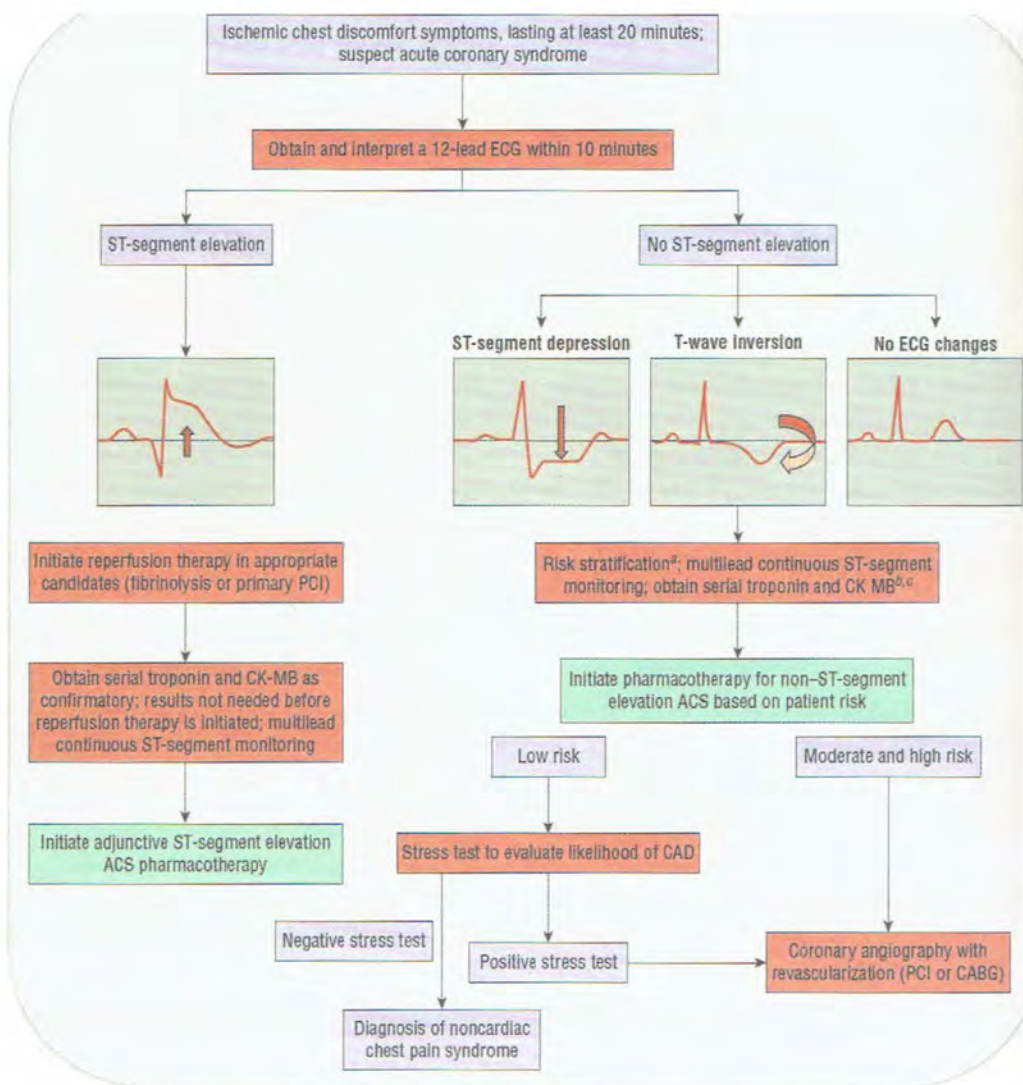 Ischemic chest discomfort symptoms, lasting at least 20 minutes;
suspect acute coronary syndrome
Obtain and interpret a 12-lead ECG within 10 minutes
ST-segment elevation
No ST-segment elevation
ST-segment depression
T-wave inversion
No ECG changes
Initiate reperfusion therapy in appropriate
candidates (fibrinolysis or primary PCI)
Risk stratificationᵃ; multilead continuous ST-segment
monitoring; obtain serial troponin and CK MBᵇ,ᶜ
Obtain serial troponin and CK-MB as
confirmatory; results not needed before
reperfusion therapy is initiated; multilead
continuous ST-segment monitoring
Initiate pharmacotherapy for non–ST-segment
elevation ACS based on patient risk
Low risk
Moderate and high risk
Initiate adjunctive ST-segment elevation
ACS pharmacotherapy
Stress test to evaluate likelihood of CAD
Negative stress test
Positive stress test
Coronary angiography with
revascularization (PCI or CABG)
Diagnosis of noncardiac
chest pain syndrome